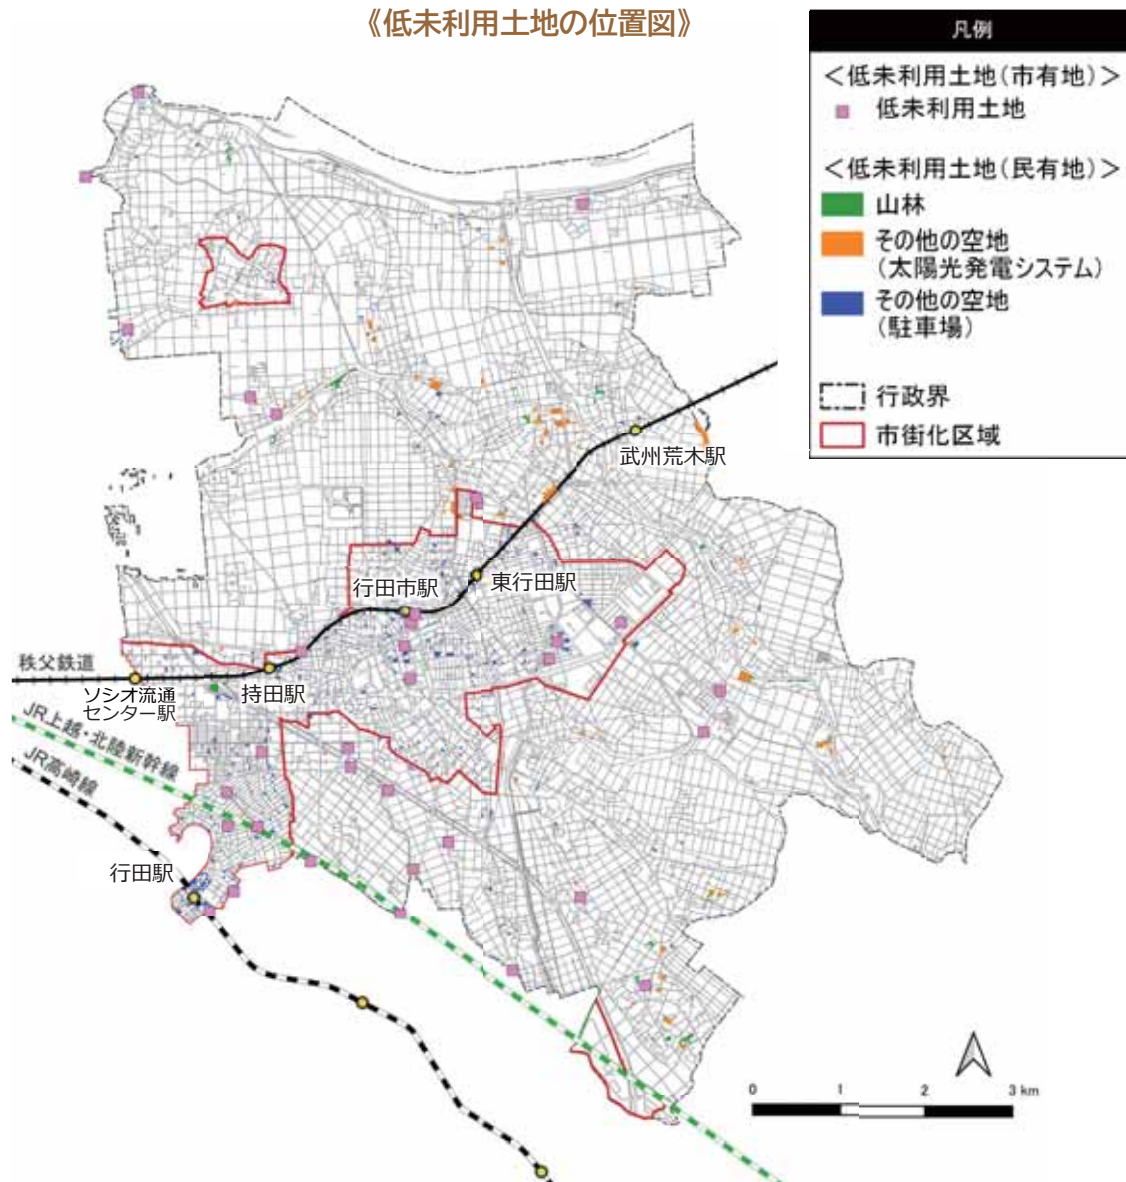 《低未利用土地の位置図》
凡例
＜低未利用土地(市有地)＞
低未利用土地
＜低未利用土地(民有地)＞
山林
その他の空地
(太陽光発電システム)
その他の空地
(駐車場)
行政界
市街化区域
武州荒木駅
東行田駅
行田市駅
秩父鉄道
持田駅
ソシオ流通
センター駅
JR上越・北陸新幹線
JR高崎線
行田駅
0 1 2 3 km